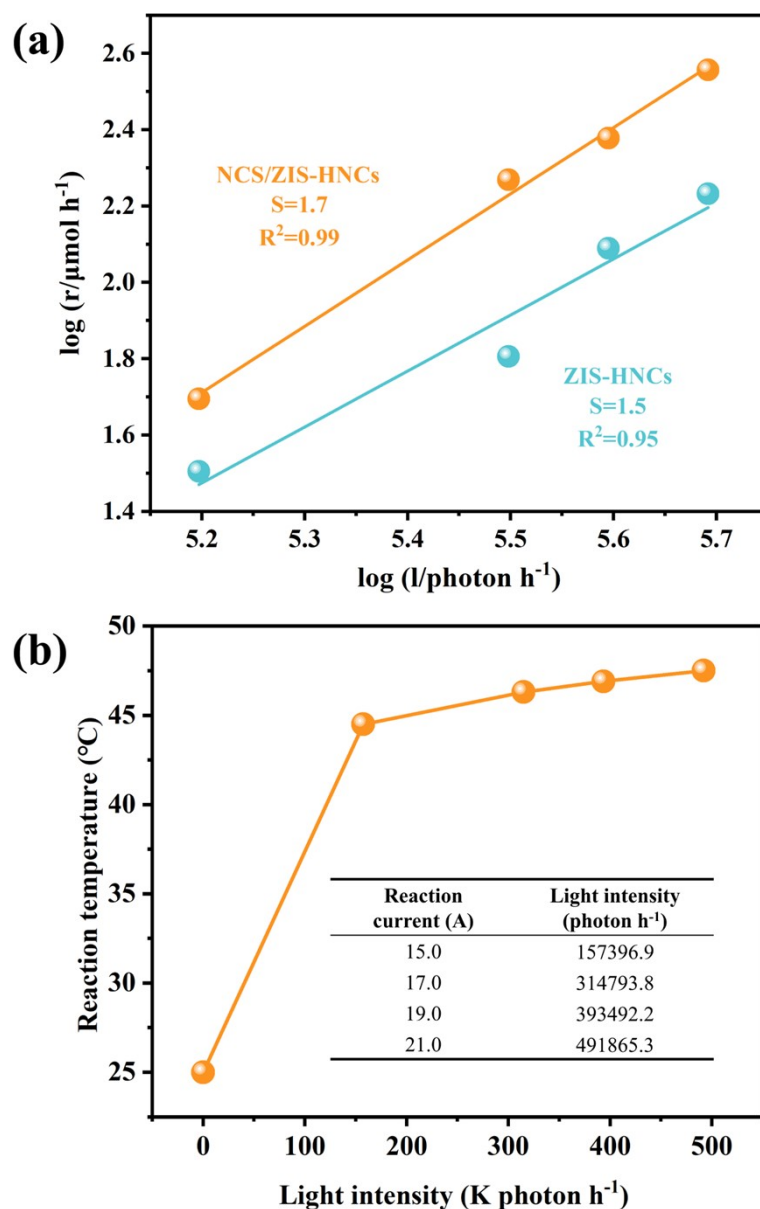 (a)
2.6
2.4
2.2
2.0
1.8
1.6
1.4
log (r/μmol h⁻¹)
NCS/ZIS-HNCs
S=1.7
R²=0.99
ZIS-HNCs
S=1.5
R²=0.95
5.2 5.3 5.4 5.5 5.6 5.7
log (l/photon h⁻¹)
(b)
50
45
40
35
30
25
Reaction temperature (°C)
Reaction Light intensity
current (A) (photon h⁻¹)
15.0 157396.9
17.0 314793.8
19.0 393492.2
21.0 491865.3
0 100 200 300 400 500
Light intensity (K photon h⁻¹)